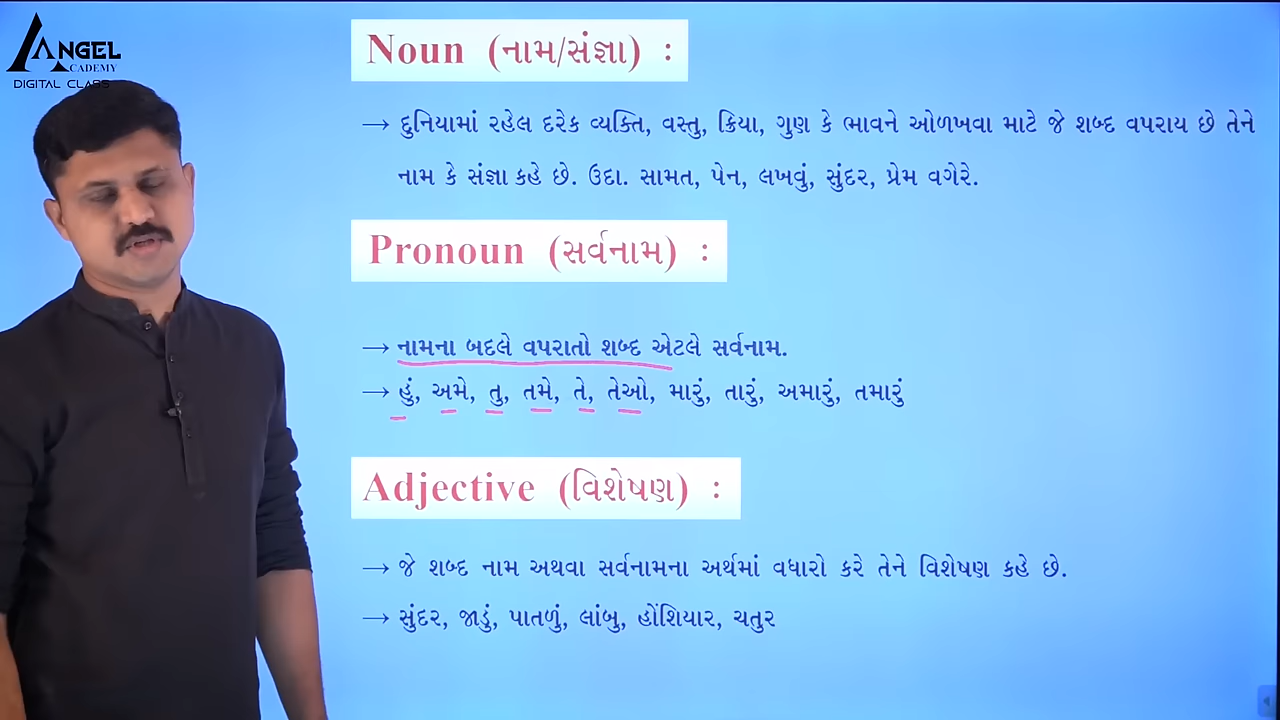 ANGEL
ACADEMY
DIGITAL CLASS
Noun (નામ/સંજ્ઞા) :
→ દુનિયામાં રહેલ દરેક વ્યક્તિ, વસ્તુ, ક્રિયા, ગુણ કે ભાવને ઓળખવા માટે જે શબ્દ વપરાય છે તેને
નામ કે સંજ્ઞા કહે છે. ઉદા. સામત, પેન, લખવું, સુંદર, પ્રેમ વગેરે.
Pronoun (સર્વનામ) :
→ નામના બદલે વપરાતો શબ્દ એટલે સર્વનામ.
→ હું, અમે, તુ, તમે, તે, તેઓ, મારું, તારું, અમારું, તમારું
Adjective (વિશેષણ) :
→ જે શબ્દ નામ અથવા સર્વનામના અર્થમાં વધારો કરે તેને વિશેષણ કહે છે.
→ સુંદર, જાડું, પાતળું, લાંબુ, હોંશિયાર, ચતુર